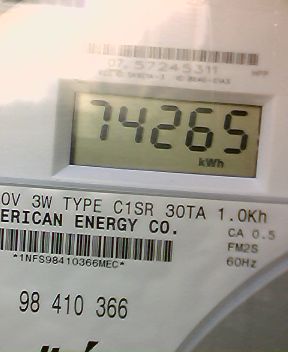 07 57245311
74265
kWh
0V 3W TYPE C1SR 30TA 1.0Kh
ERICAN ENERGY CO.
CA 0.5
FM2S
*1NFS98410366MEC*
60Hz
98 410 366